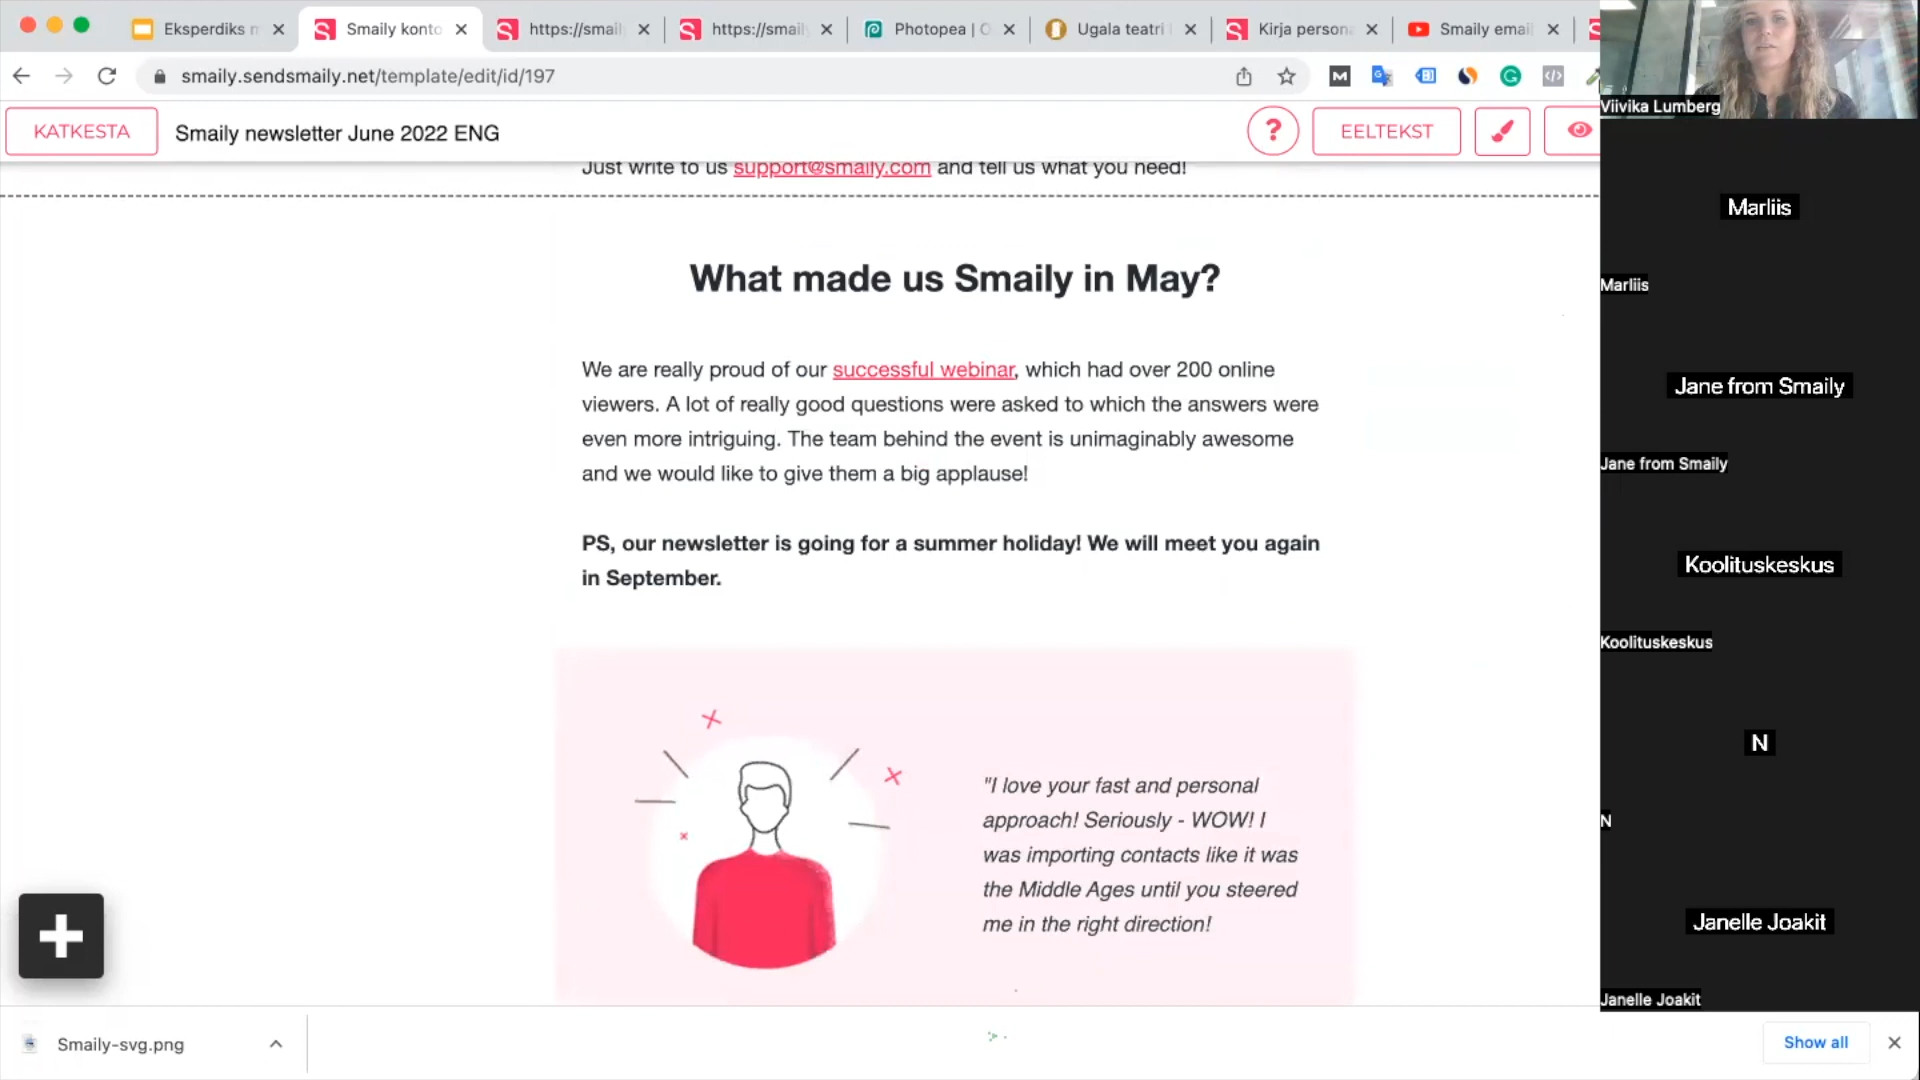 Eksperdiks
Smaily konto
https://smaily
https://smaily
Photopea | O
Ugala teatri
Kirja persona
Smaily email
smaily.sendsmaily.net/template/edit/id/197
KATKESTA
Smaily newsletter June 2022 ENG
?
EELTEKST
Just write to us support@smaily.com and tell us what you need!
What made us Smaily in May?
We are really proud of our successful webinar, which had over 200 online
viewers. A lot of really good questions were asked to which the answers were
even more intriguing. The team behind the event is unimaginably awesome
and we would like to give them a big applause!
PS, our newsletter is going for a summer holiday! We will meet you again
in September.
"I love your fast and personal
approach! Seriously - WOW! I
was importing contacts like it was
the Middle Ages until you steered
me in the right direction!
Smaily-svg.png
Show all
Viivika Lumberg
Marliis
Marliis
Jane from Smaily
Jane from Smaily
Koolituskeskus
Koolituskeskus
N
N
Janelle Joakit
Janelle Joakit